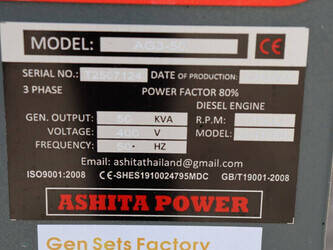 MODEL:
CE
SERIAL NO.: DATE OF PRODUCTION:
3 PHASE POWER FACTOR 80%
DIESEL ENGINE
GEN. OUTPUT: 50 KVA R.P.M
VOLTAGE: 400 V MODEL:
FREQUENCY: HZ
Email: ashitathailand@gmail.com
ISO9001:2008 CE-SHES1910024795MDC GB/T19001-2008
ASHITA POWER
Gen Sets Factory